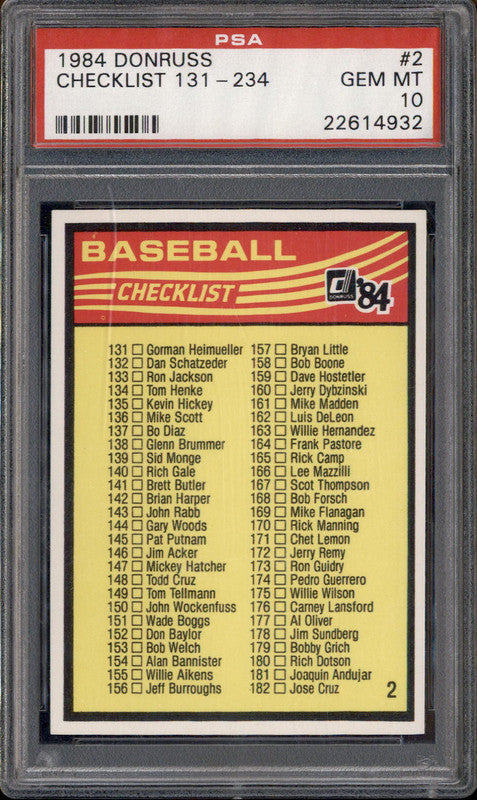 PSA
1984 DONRUSS #2
CHECKLIST 131-234 GEM MT
10
22614932
BASEBALL
CHECKLIST
DONRUSS '84
131 Gorman Heimueller
132 Dan Schatzeder
133 Ron Jackson
134 Tom Henke
135 Kevin Hickey
136 Mike Scott
137 Bo Diaz
138 Glenn Brummer
139 Sid Monge
140 Rich Gale
141 Brett Butler
142 Brian Harper
143 John Rabb
144 Gary Woods
145 Pat Putnam
146 Jim Acker
147 Mickey Hatcher
148 Todd Cruz
149 Tom Tellmann
150 John Wockenfuss
151 Wade Boggs
152 Don Baylor
153 Bob Welch
154 Alan Bannister
155 Willie Aikens
156 Jeff Burroughs
157 Bryan Little
158 Bob Boone
159 Dave Hostetler
160 Jerry Dybzinski
161 Mike Madden
162 Luis DeLeon
163 Willie Hernandez
164 Frank Pastore
165 Rick Camp
166 Lee Mazzilli
167 Scot Thompson
168 Bob Forsch
169 Mike Flanagan
170 Rick Manning
171 Chet Lemon
172 Jerry Remy
173 Ron Guidry
174 Pedro Guerrero
175 Willie Wilson
176 Carney Lansford
177 Al Oliver
178 Jim Sundberg
179 Bobby Grich
180 Rich Dotson
181 Joaquin Andujar
182 Jose Cruz
2